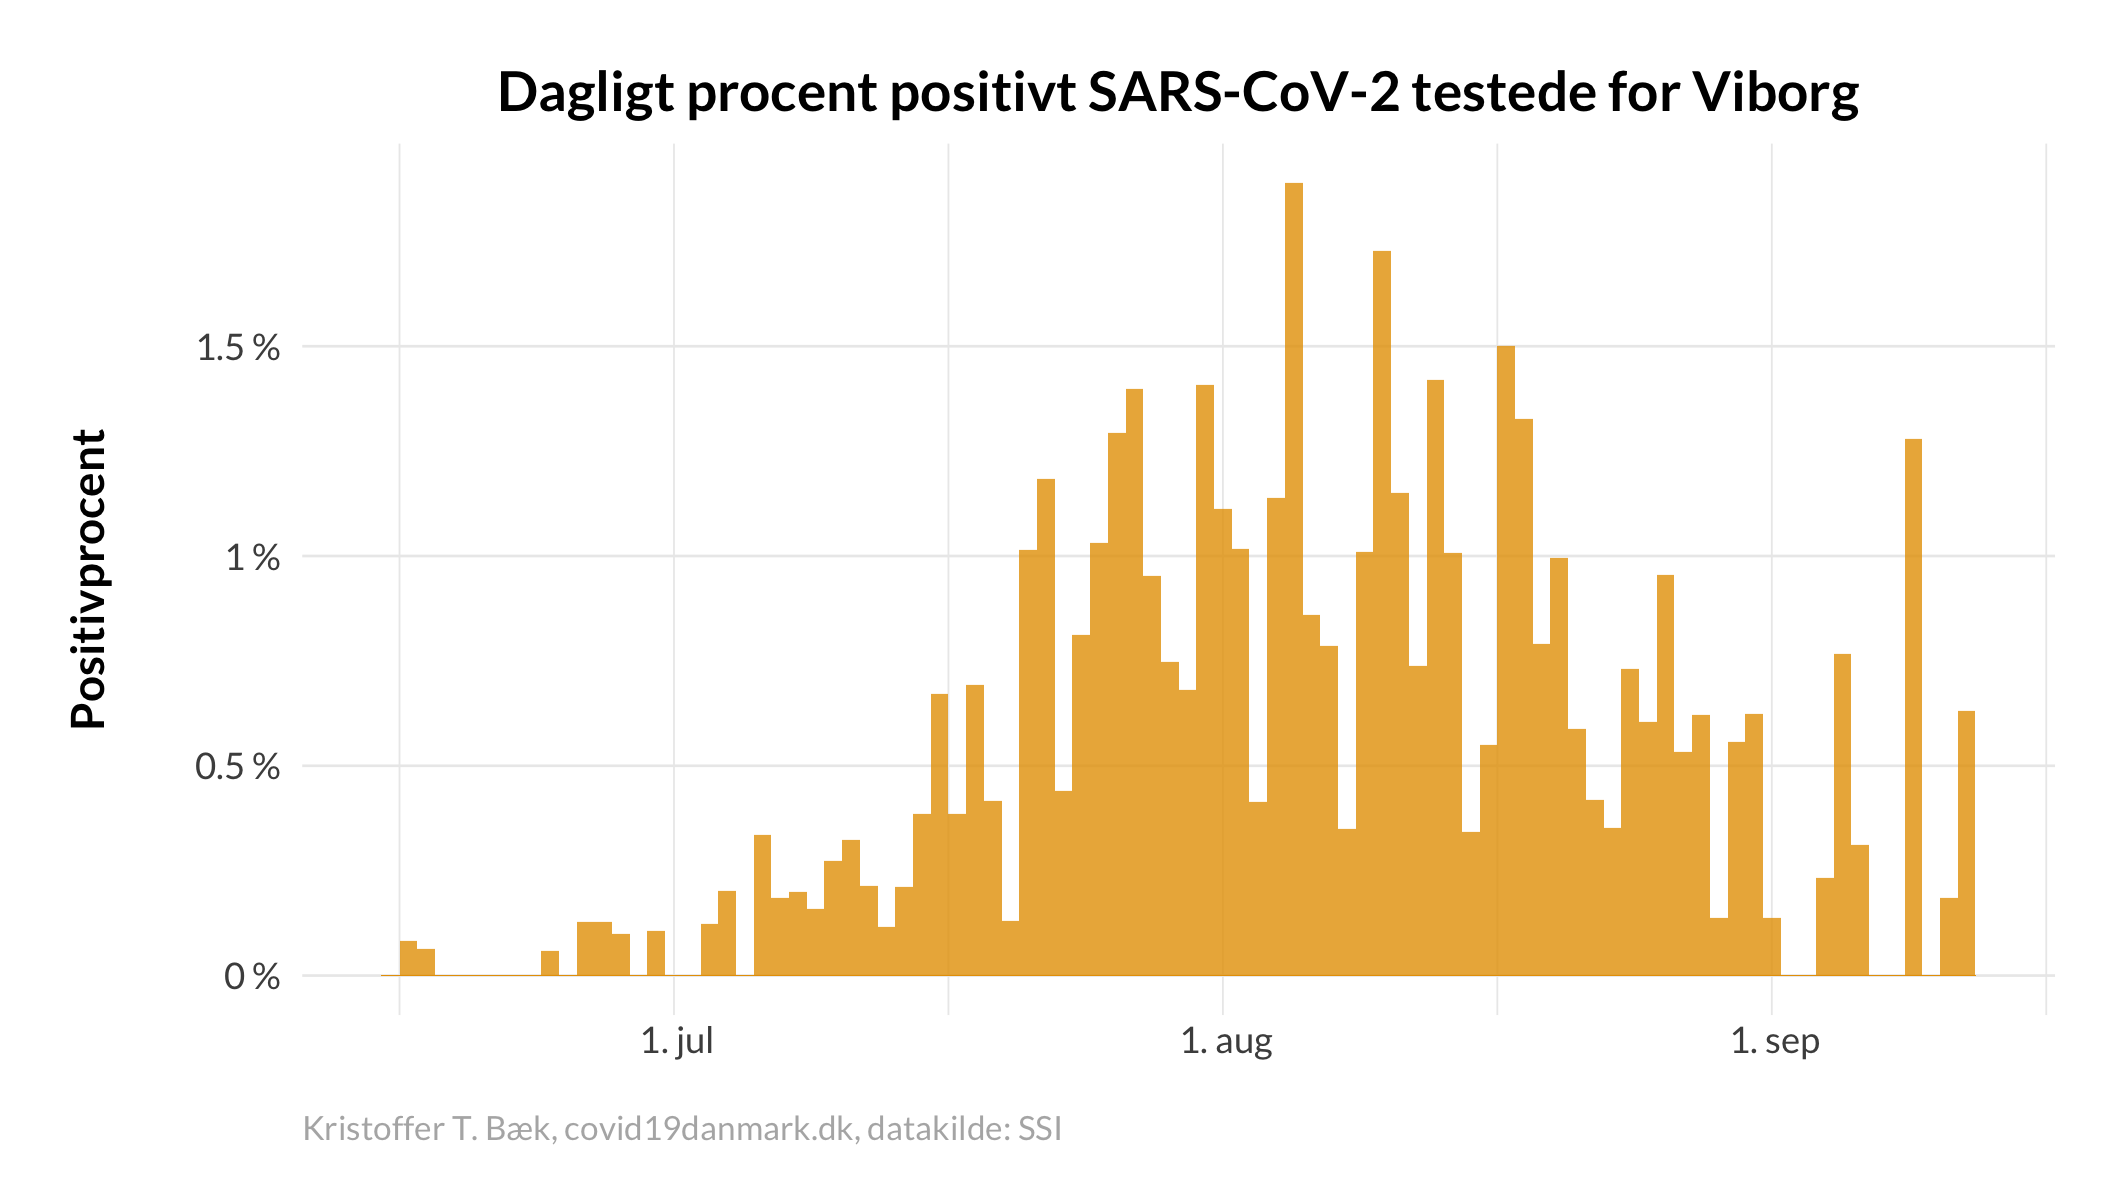 Dagligt procent positivt SARS-CoV-2 testede for Viborg
Positivprocent
1.5 %
1 %
0.5 %
0 %
1. jul
1. aug
1. sep
Kristoffer T. Bæk, covid19danmark.dk, datakilde: SSI